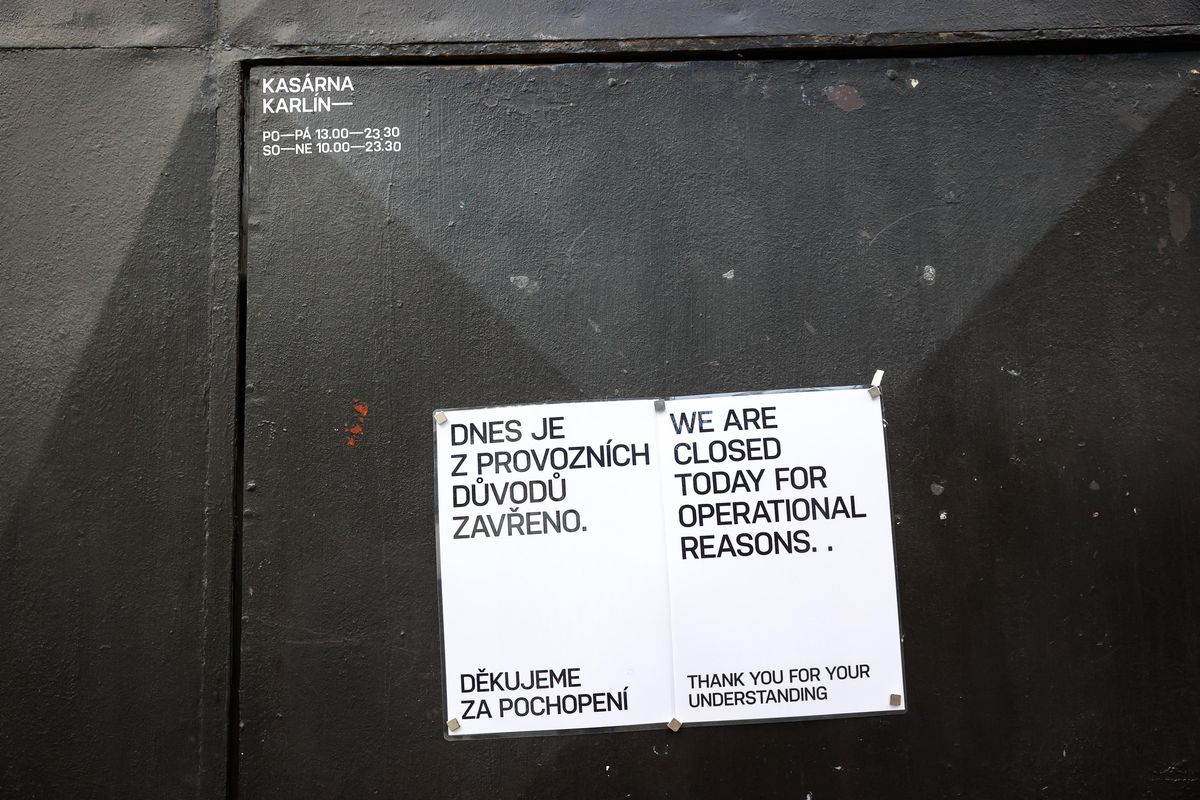 KASÁRNA
KARLÍN—
PO—PÁ 13.00—23.30
SO—NE 10.00—23.30
DNES JE
Z PROVOZNÍCH
DŮVODŮ
ZAVŘENO.
DĚKUJEME
ZA POCHOPENÍ
WE ARE
CLOSED
TODAY FOR
OPERATIONAL
REASONS. .
THANK YOU FOR YOUR
UNDERSTANDING